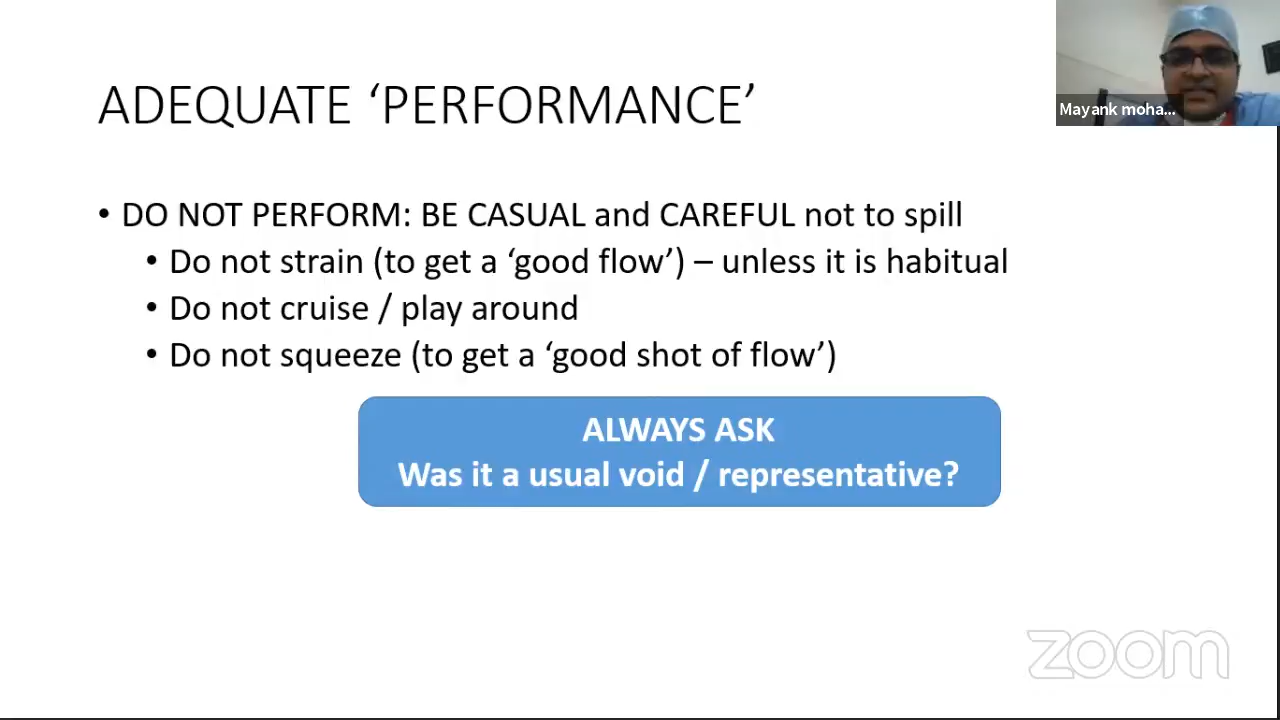 ADEQUATE ‘PERFORMANCE’
Mayank moha...
• DO NOT PERFORM: BE CASUAL and CAREFUL not to spill
• Do not strain (to get a ‘good flow’) – unless it is habitual
• Do not cruise / play around
• Do not squeeze (to get a ‘good shot of flow’)
ALWAYS ASK
Was it a usual void / representative?
zoom